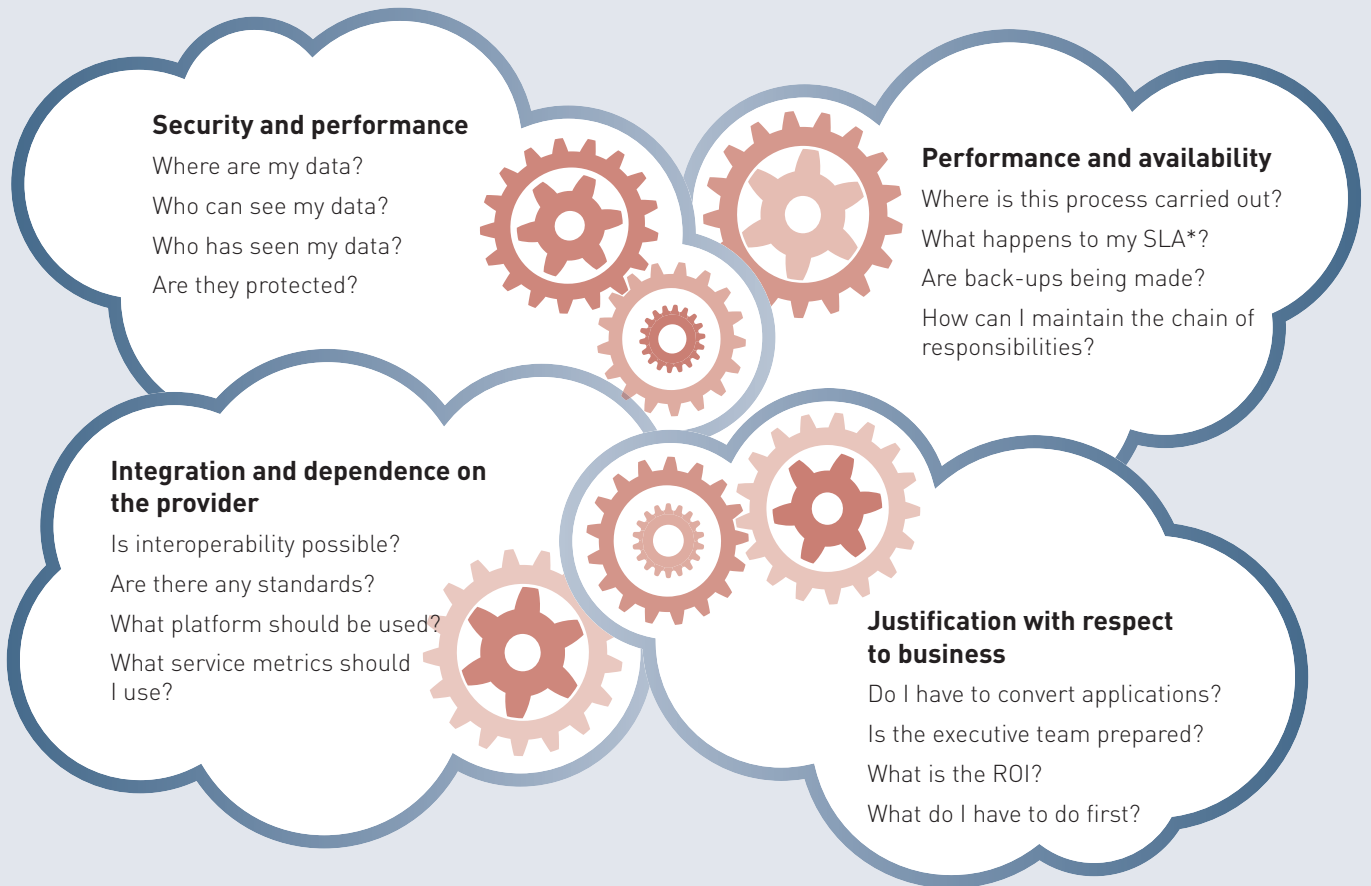 Security and performance
Where are my data?
Who can see my data?
Who has seen my data?
Are they protected?
Performance and availability
Where is this process carried out?
What happens to my SLA*?
Are back-ups being made?
How can I maintain the chain of
responsibilities?
Integration and dependence on
the provider
Is interoperability possible?
Are there any standards?
What platform should be used?
What service metrics should
I use?
Justification with respect
to business
Do I have to convert applications?
Is the executive team prepared?
What is the ROI?
What do I have to do first?